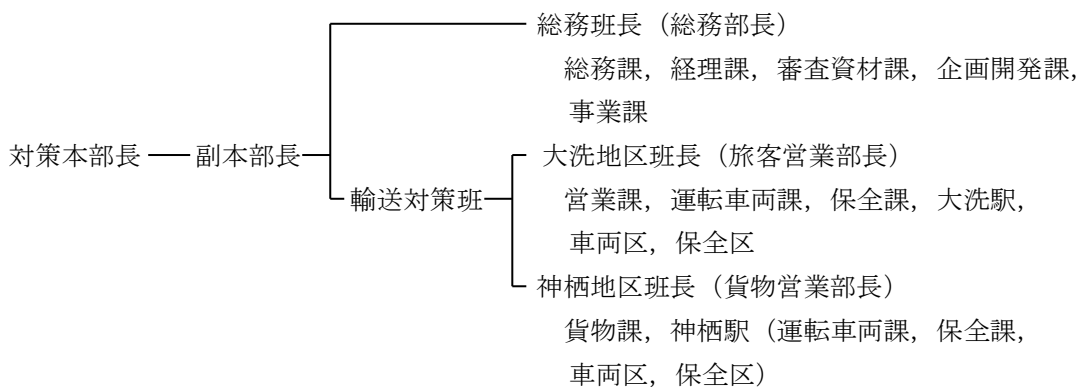 総務班長（総務部長）
総務課，経理課，審査資材課，企画開発課，
事業課
対策本部長
副本部長
輸送対策班
大洗地区班長（旅客営業部長）
営業課，運転車両課，保全課，大洗駅，
車両区，保全区
神栖地区班長（貨物営業部長）
貨物課，神栖駅（運転車両課，保全課，
車両区，保全区）